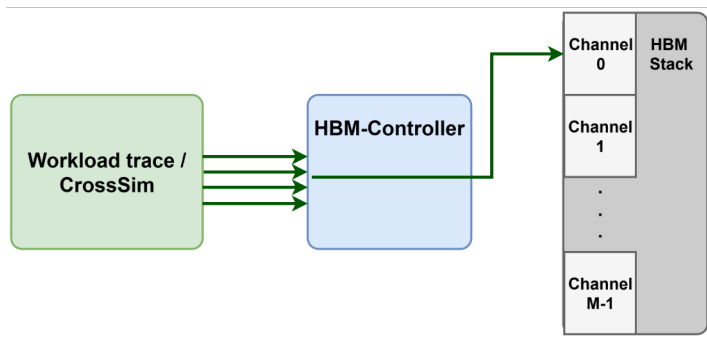 Workload trace /
CrossSim
HBM-Controller
Channel
0
HBM
Stack
Channel
1
.
.
.
Channel
M-1